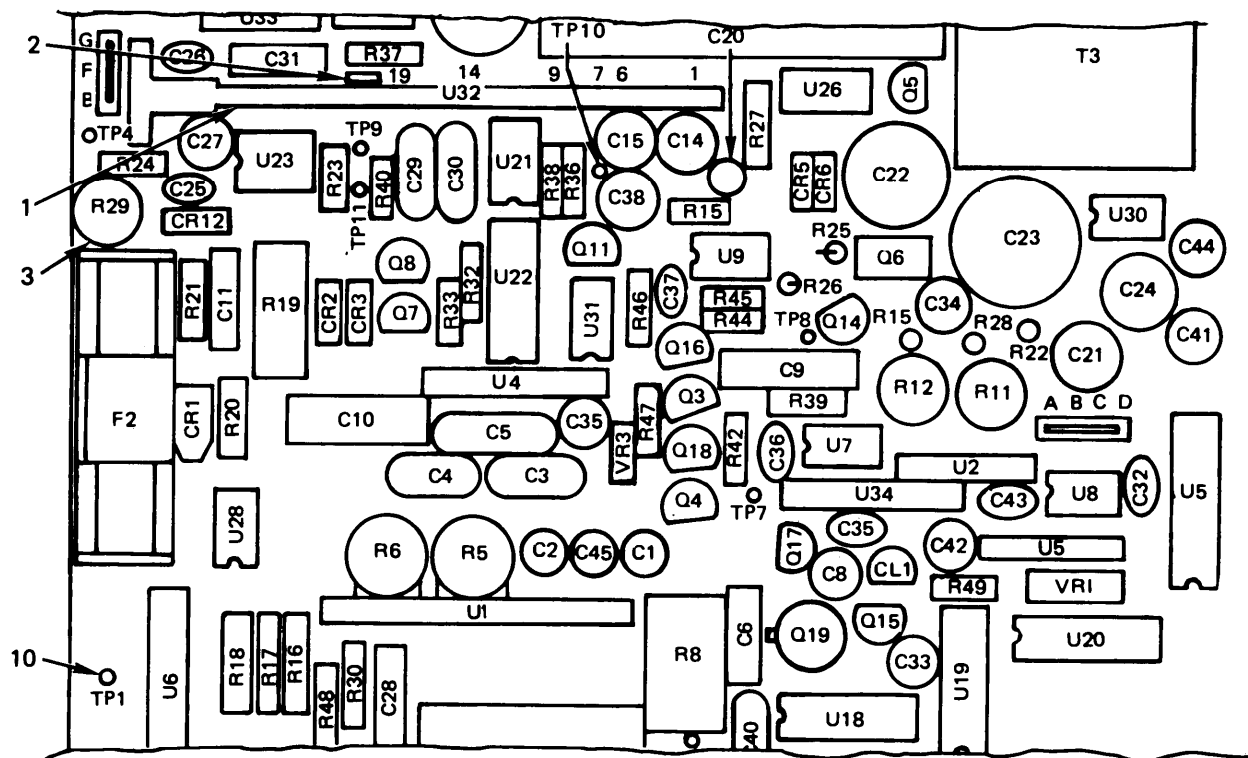 U33
TP10
C20
2
G
F
B
C26
C31
R37
19
14
9
7
6
1
U32
T3
U26
Q5
R27
TP4
R24
C27
U23
TP9
R23
R40
C29
C30
U21
R38
R36
C15
C14
C38
CR5
CR6
C22
1
R29
C25
CR12
TP11
R15
C23
U30
C44
3
Q8
Q11
U9
R25
Q6
R21
C11
R19
CR2
CR3
Q7
R33
R32
U22
U31
R46
C37
R45
R44
R26
TP8
Q14
R15
C34
R28
R22
C24
C41
Q16
C21
F2
CR1
R20
C10
U4
C5
C35
C4
C3
VR3
R47
Q3
Q18
Q4
R42
C9
R39
R12
R11
A B C D
C36
U7
U2
U34
TP7
C43
U8
C32
U5
U28
R6
R5
C2
C45
C1
Q17
C35
C8
CL1
C42
U5
R49
VR1
U1
10
TP1
U6
R18
R17
R16
R48
R30
C28
R8
C6
Q19
Q15
C33
U19
U20
C40
U18